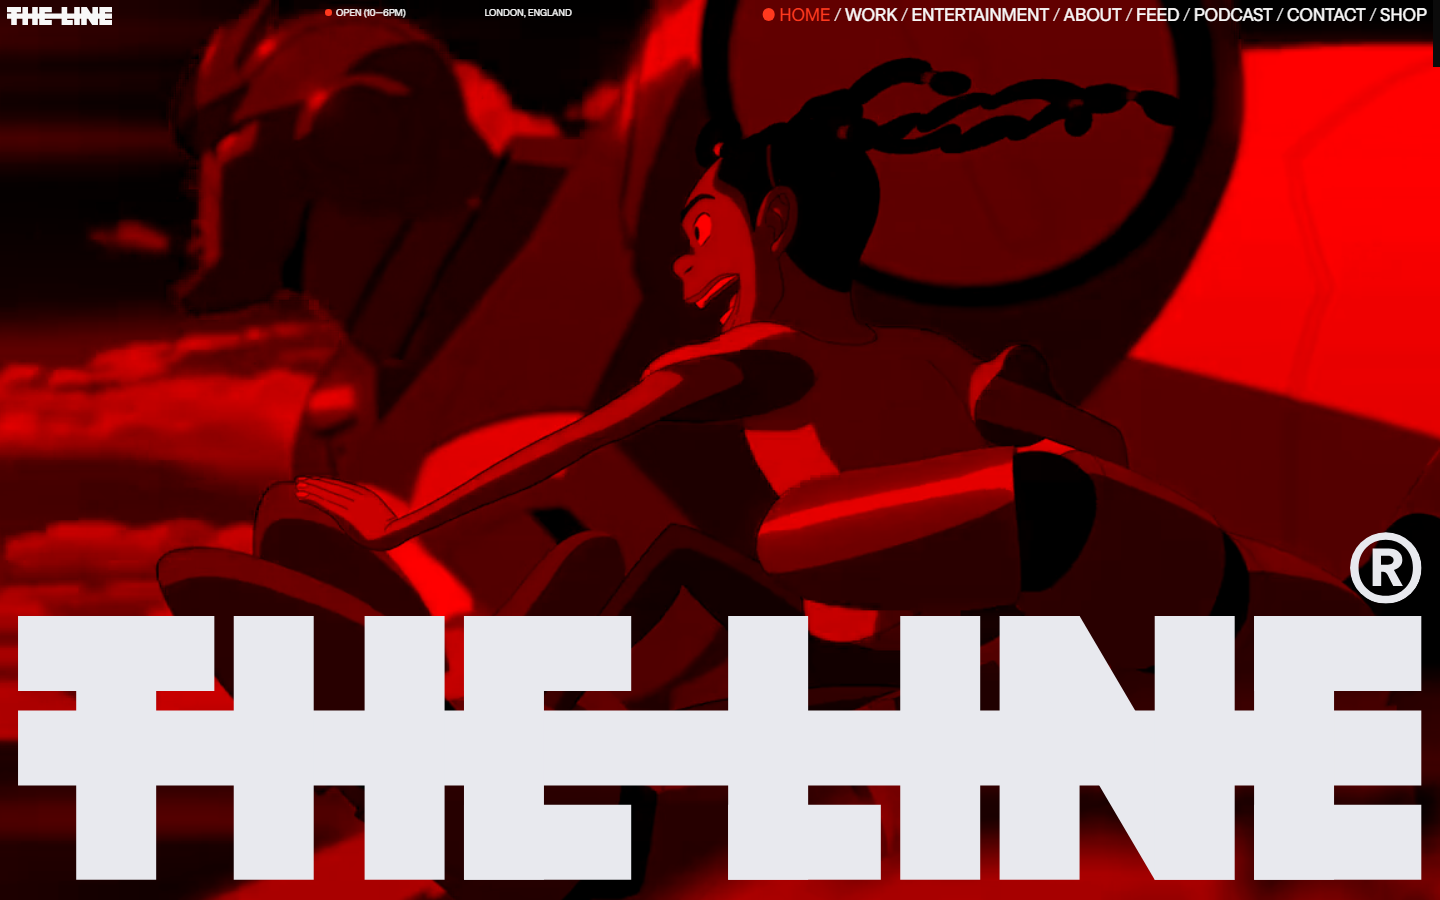 THE LINE
OPEN (10—6PM)
LONDON, ENGLAND
HOME / WORK / ENTERTAINMENT / ABOUT / FEED / PODCAST / CONTACT / SHOP
THE LINE®